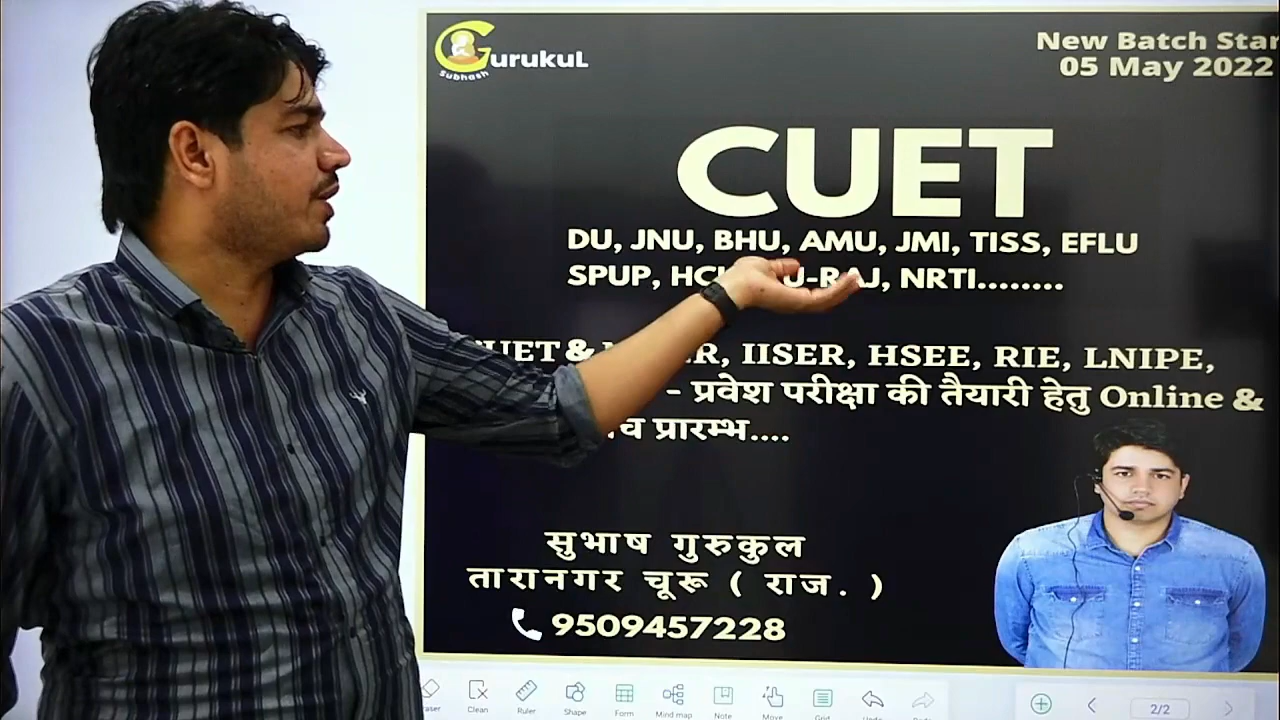 GurukuL
Subhash
New Batch Star
05 May 2022
CUET
DU, JNU, BHU, AMU, JMI, TISS, EFLU
SPUP, NRTI........
CUET & IISER, HSEE, RIE, LNIPE,
- प्रवेश परीक्षा की तैयारी हेतु Online &
प्रारम्भ....
सुभाष गुरुकुल
तारानगर चूरू ( राज. )
9509457228
Clean Ruler Shape Form Mind map Note Move Grid Undo
2/2